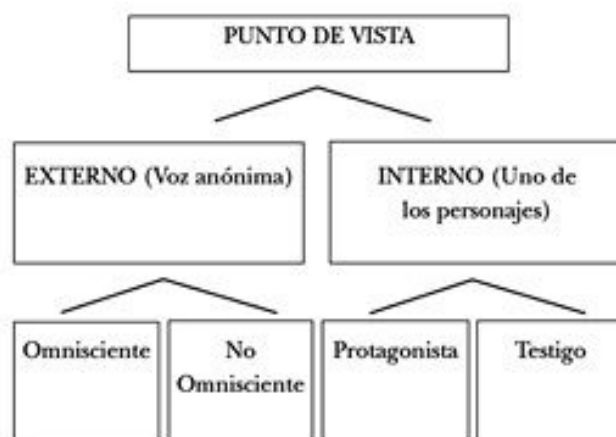 PUNTO DE VISTA
EXTERNO (Voz anónima)
INTERNO (Uno de
los personajes)
Omnisciente
No
Omnisciente
Protagonista
Testigo